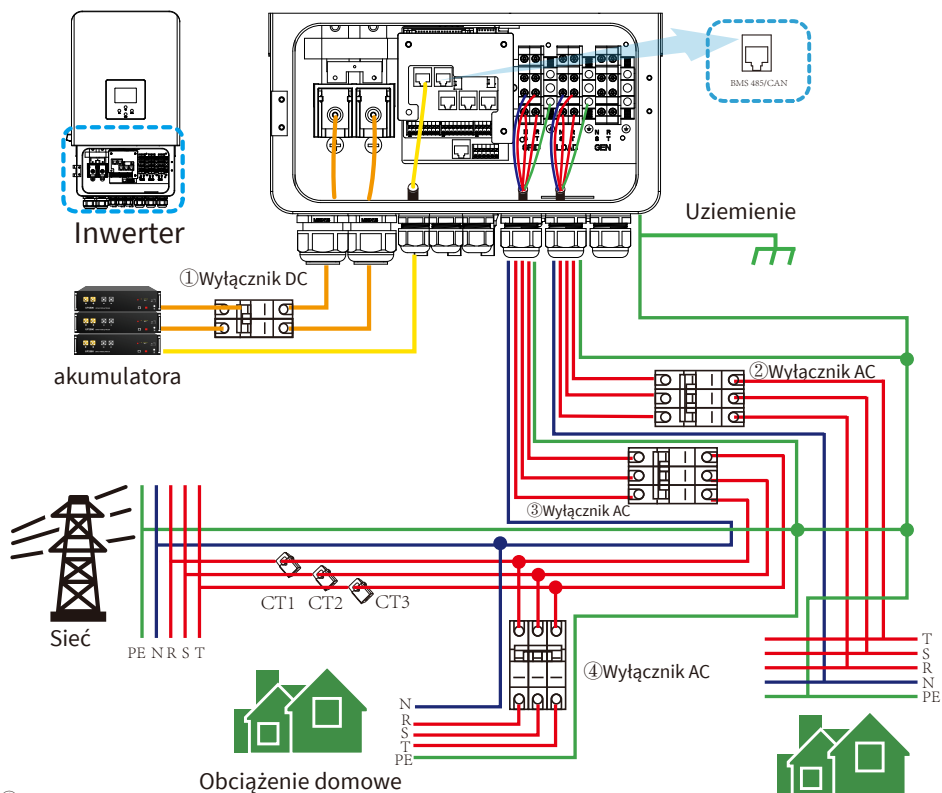 BMS 485/CAN
N R
S T
GRID
N R
S T
LOAD
N R
S T
GEN
Inwerter
Uziemienie
①Wyłącznik DC
akumulatora
②Wyłącznik AC
③Wyłącznik AC
CT1 CT2 CT3
Sieć
PE N R S T
④Wyłącznik AC
N
R
S
T
PE
Obciążenie domowe
T
S
R
N
PE